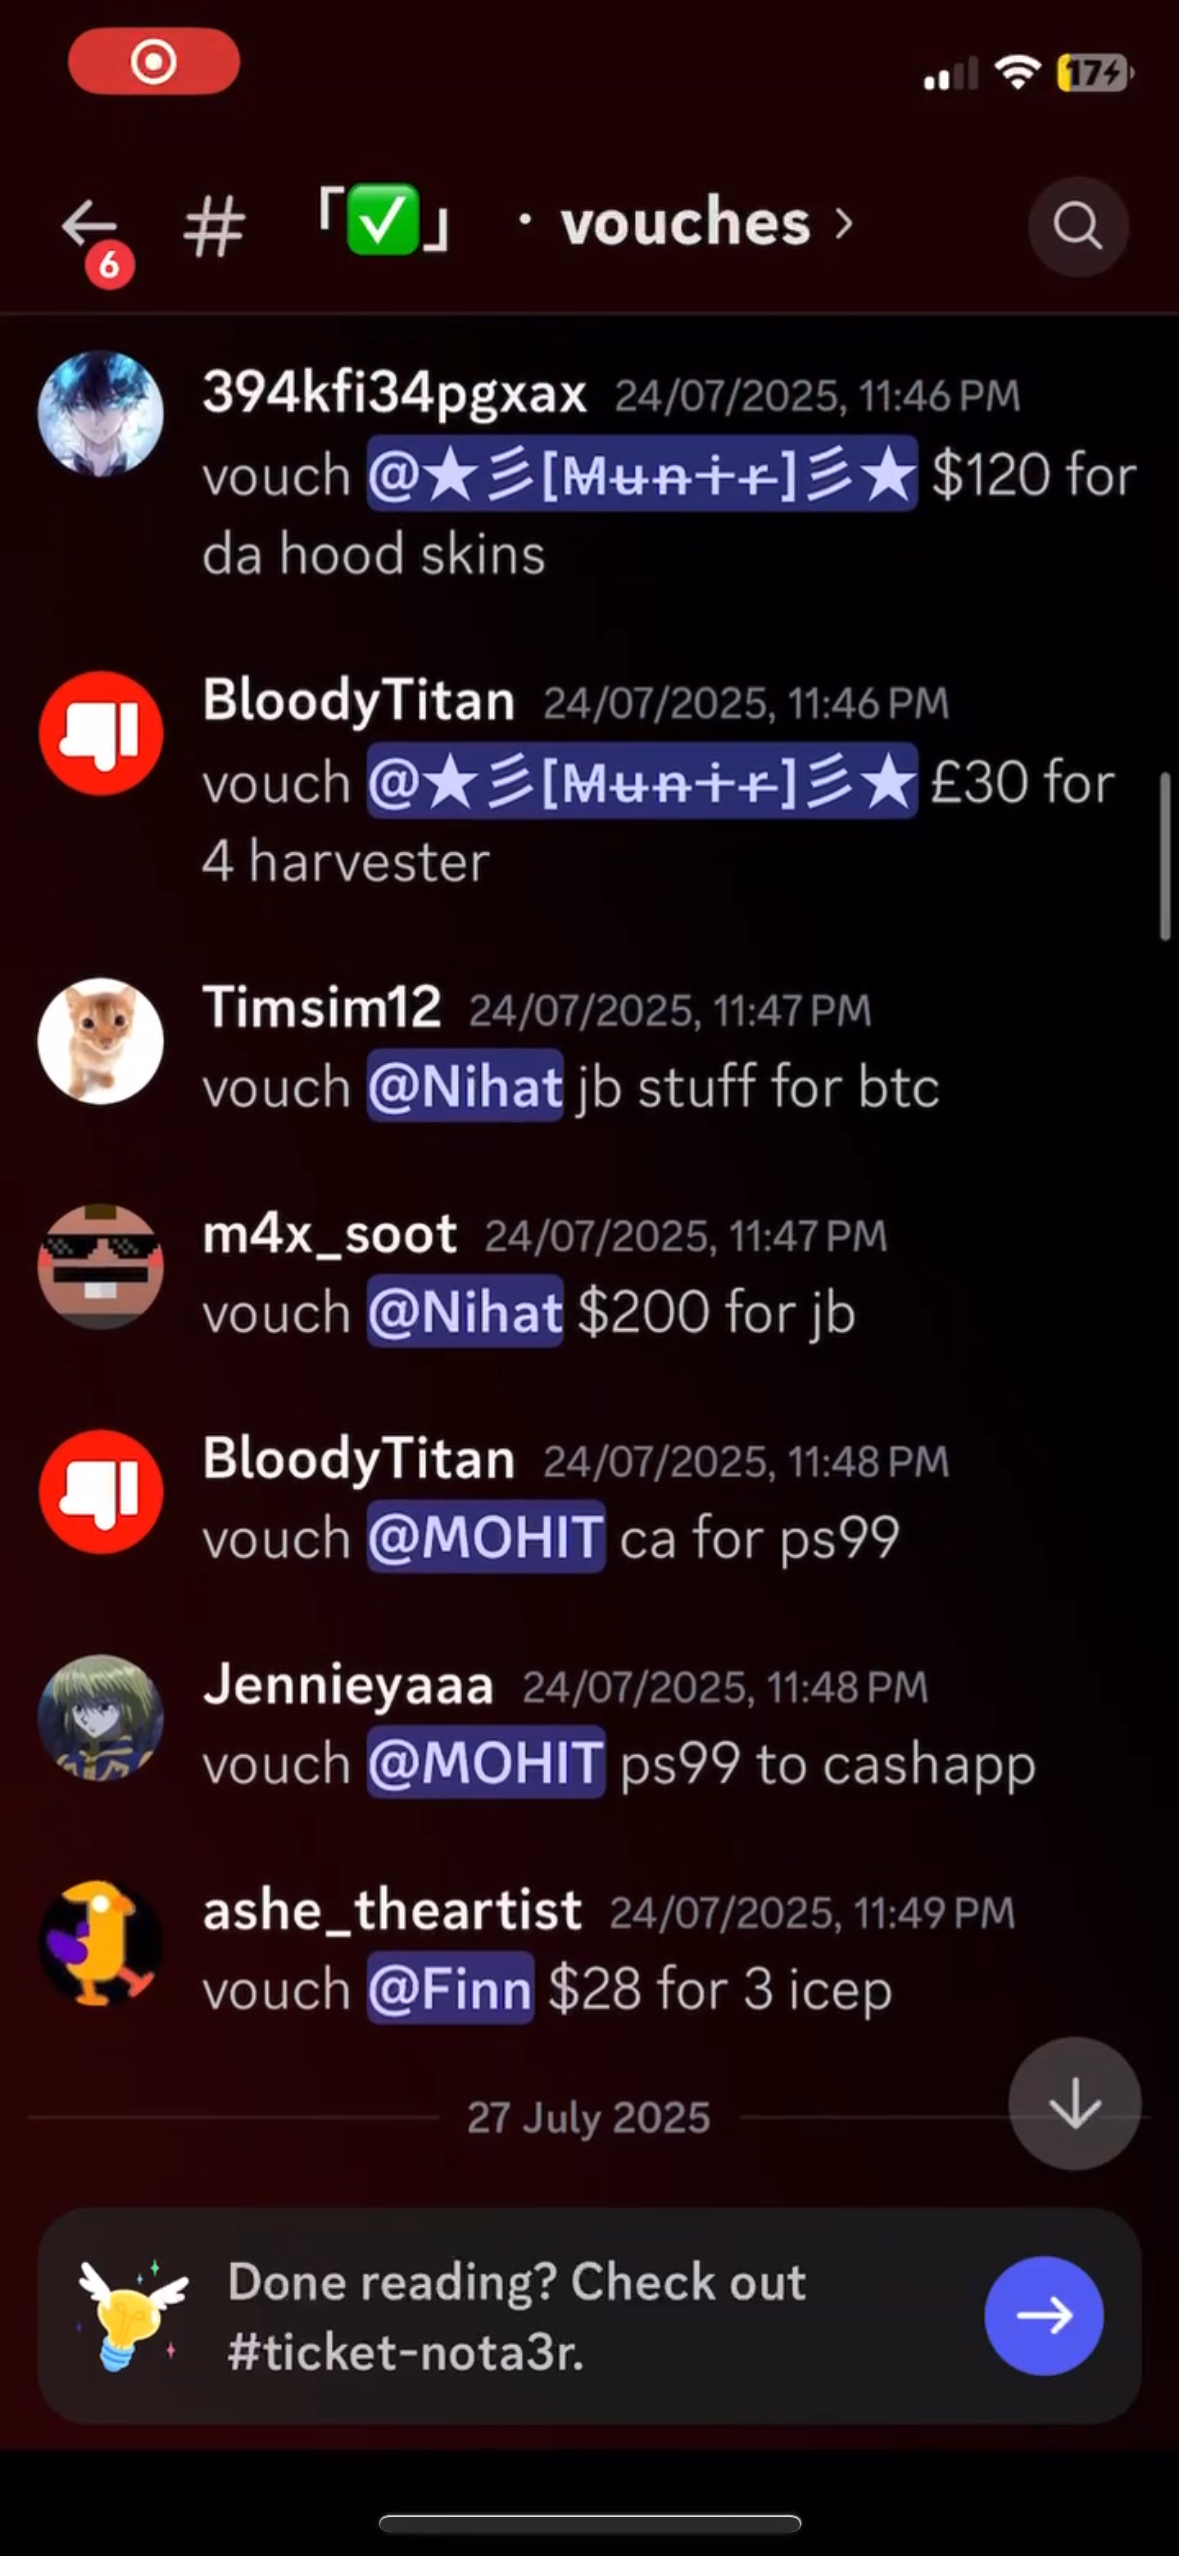 17
# 「✅」 · vouches
6
394kfi34pgxax 24/07/2025, 11:46 PM
vouch @★彡[M̶u̶n̶i̶r̶]彡★ $120 for
da hood skins
BloodyTitan 24/07/2025, 11:46 PM
vouch @★彡[M̶u̶n̶i̶r̶]彡★ £30 for
4 harvester
Timsim12 24/07/2025, 11:47 PM
vouch @Nihat jb stuff for btc
m4x_soot 24/07/2025, 11:47 PM
vouch @Nihat $200 for jb
BloodyTitan 24/07/2025, 11:48 PM
vouch @MOHIT ca for ps99
Jennieyaaa 24/07/2025, 11:48 PM
vouch @MOHIT ps99 to cashapp
ashe_theartist 24/07/2025, 11:49 PM
vouch @Finn $28 for 3 icep
27 July 2025
Done reading? Check out
#ticket-nota3r.